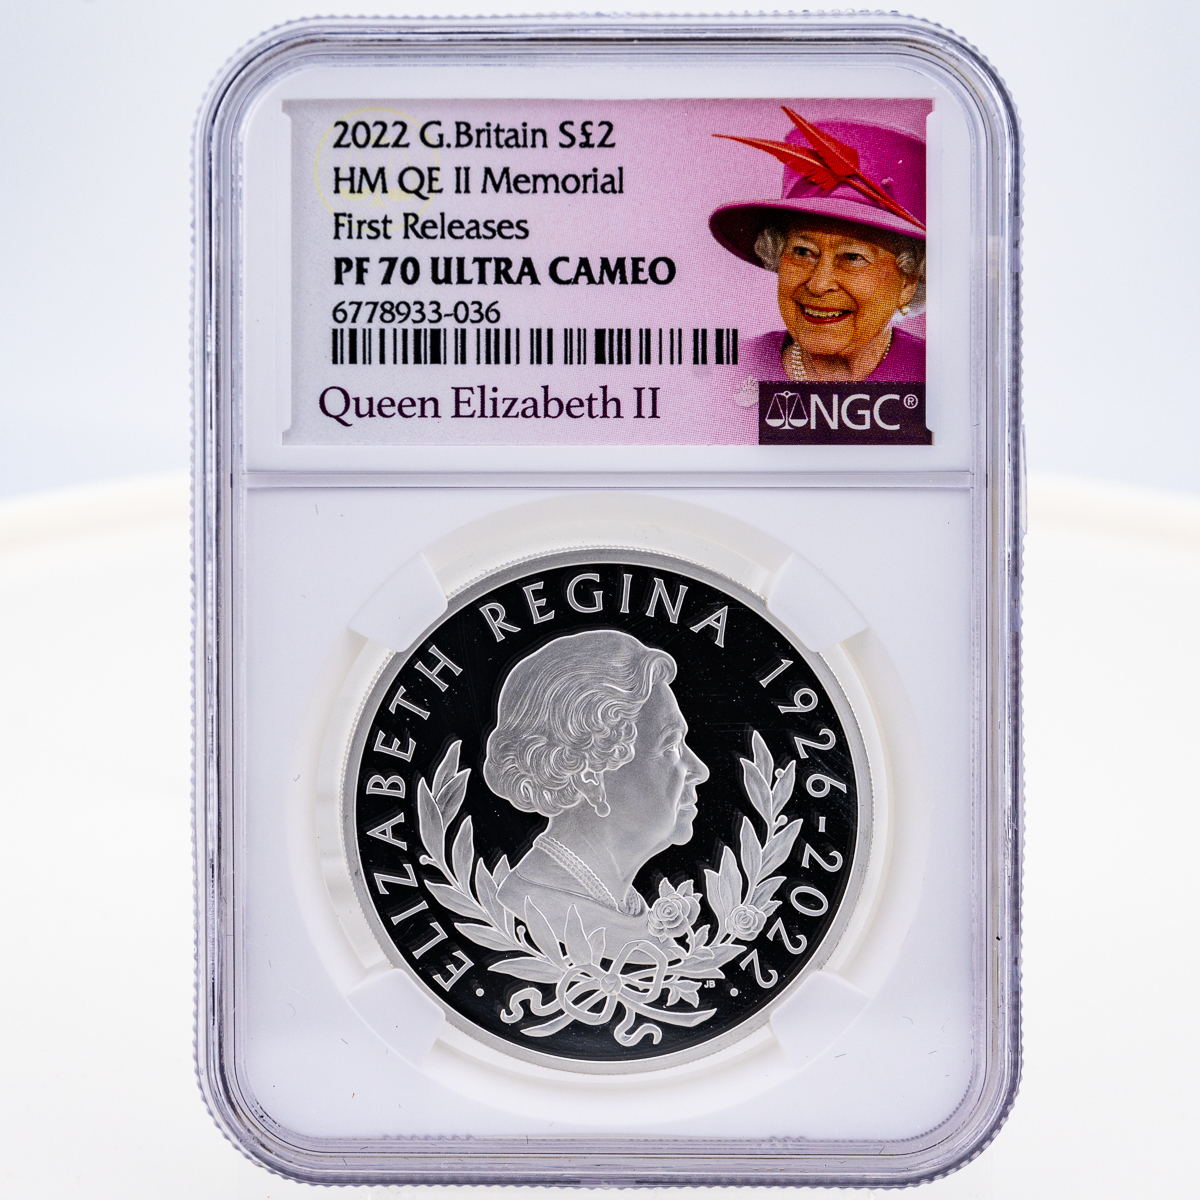 2022 G.Britain S£2
HM QE II Memorial
First Releases
PF 70 ULTRA CAMEO
6778933-036
Queen Elizabeth II
NGC®
· ELIZABETH REGINA 1926-2022 ·
JB